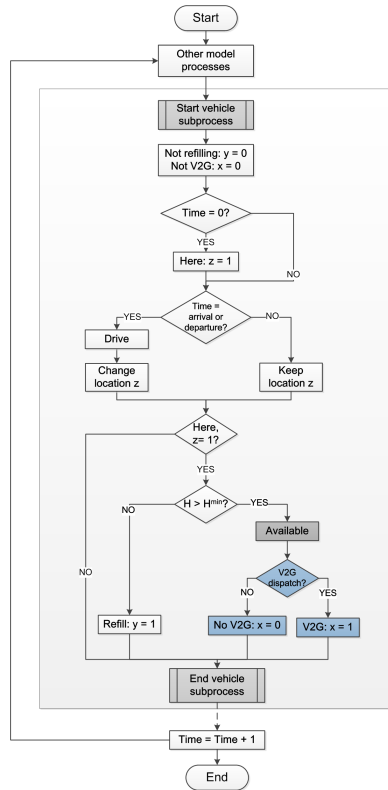 Start
Other model
processes
Start vehicle
subprocess
Not refilling: y = 0
Not V2G: x = 0
Time = 0?
YES
Here: z = 1
NO
Time =
arrival or
departure?
YES
NO
Drive
Change
location z
Keep
location z
Here,
z= 1?
YES
H > Hmin?
YES
NO
Available
NO
V2G
dispatch?
NO
YES
Refill: y = 1
No V2G: x = 0
V2G: x = 1
End vehicle
subprocess
Time = Time + 1
End